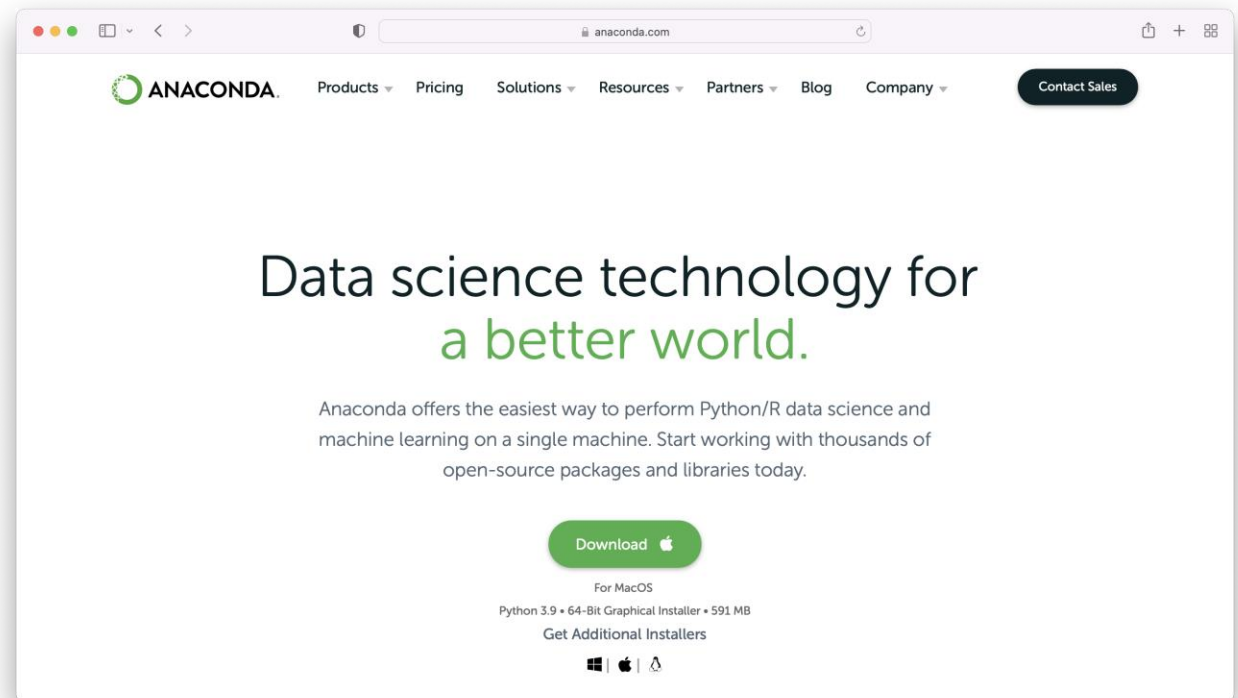 anaconda.com
ANACONDA.
Products Pricing Solutions Resources Partners Blog Company Contact Sales
Data science technology for
a better world.
Anaconda offers the easiest way to perform Python/R data science and
machine learning on a single machine. Start working with thousands of
open-source packages and libraries today.
Download
For MacOS
Python 3.9 • 64-Bit Graphical Installer • 591 MB
Get Additional Installers